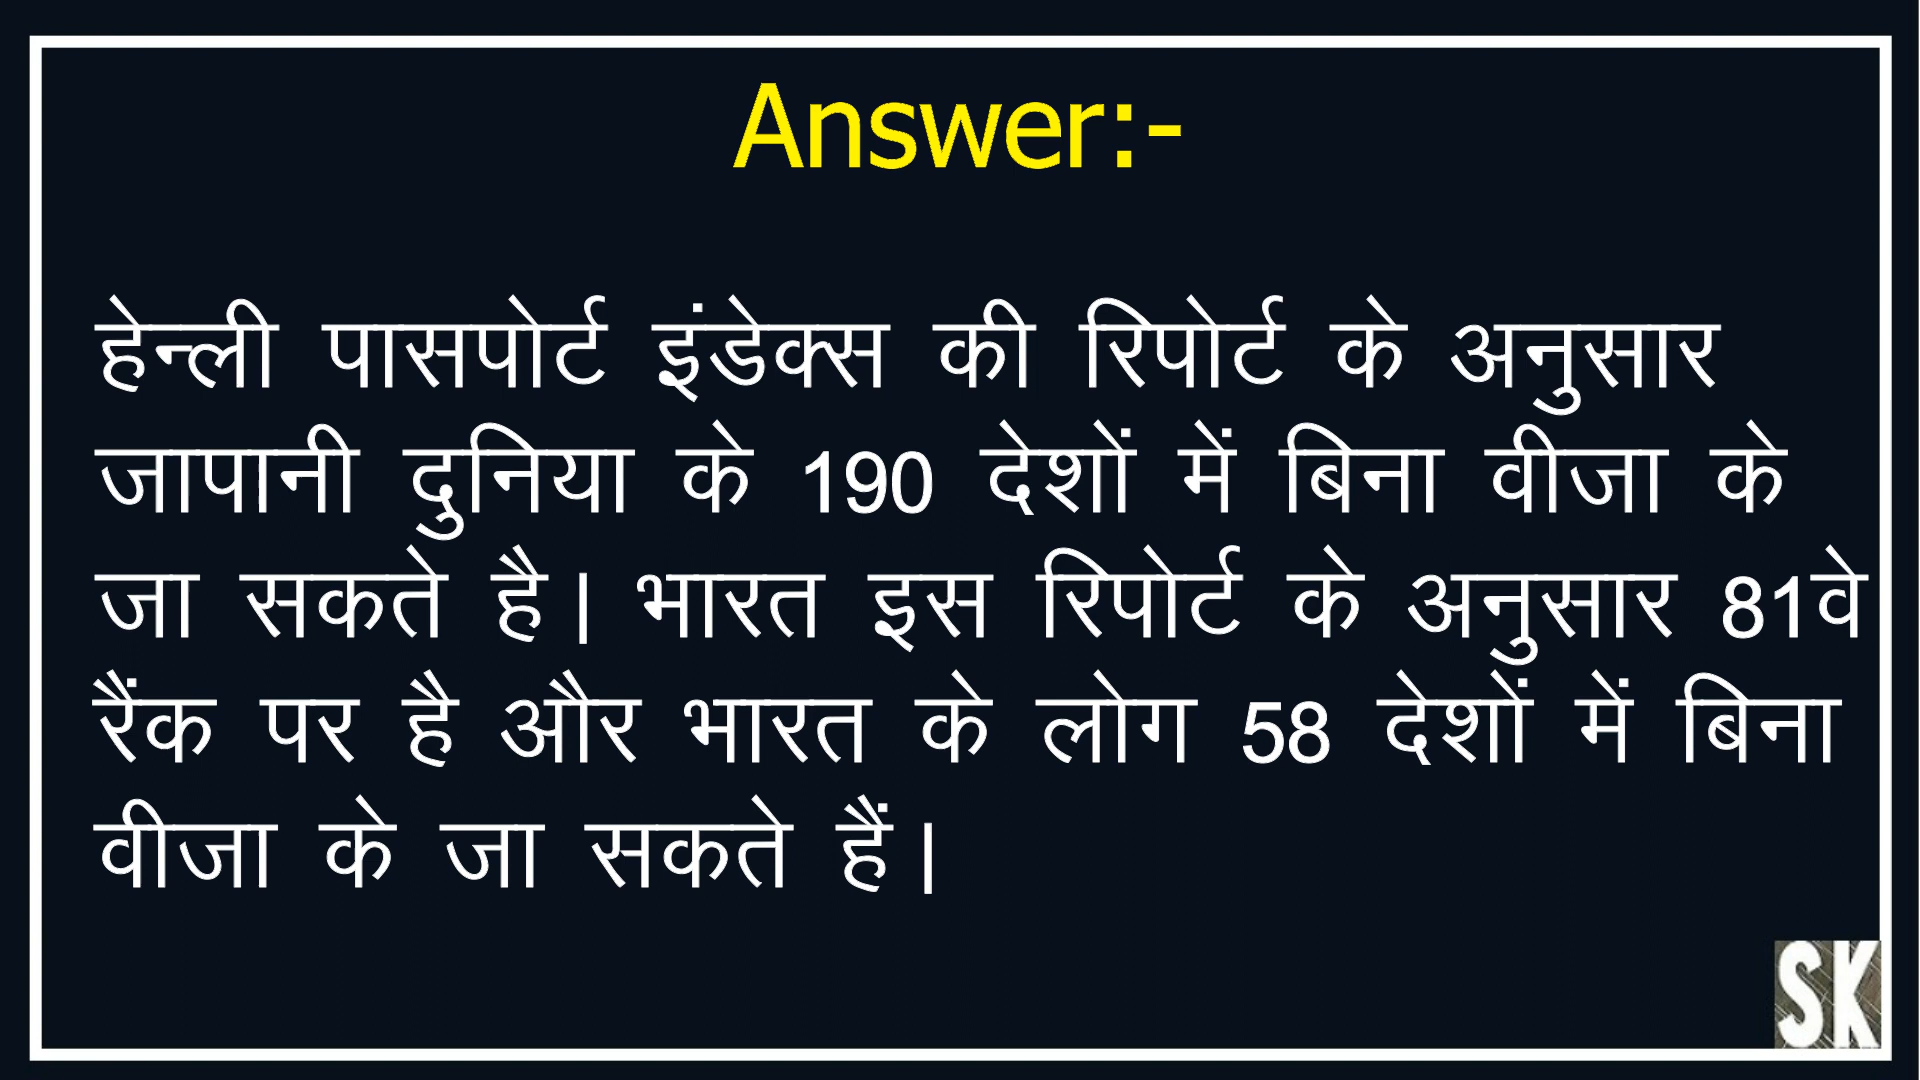 Answer:-
हेन्ली पासपोर्ट इंडेक्स की रिपोर्ट के अनुसार
जापानी दुनिया के 190 देशों में बिना वीजा के
जा सकते है। भारत इस रिपोर्ट के अनुसार 81वे
रैंक पर है और भारत के लोग 58 देशों में बिना
वीजा के जा सकते हैं।
SK